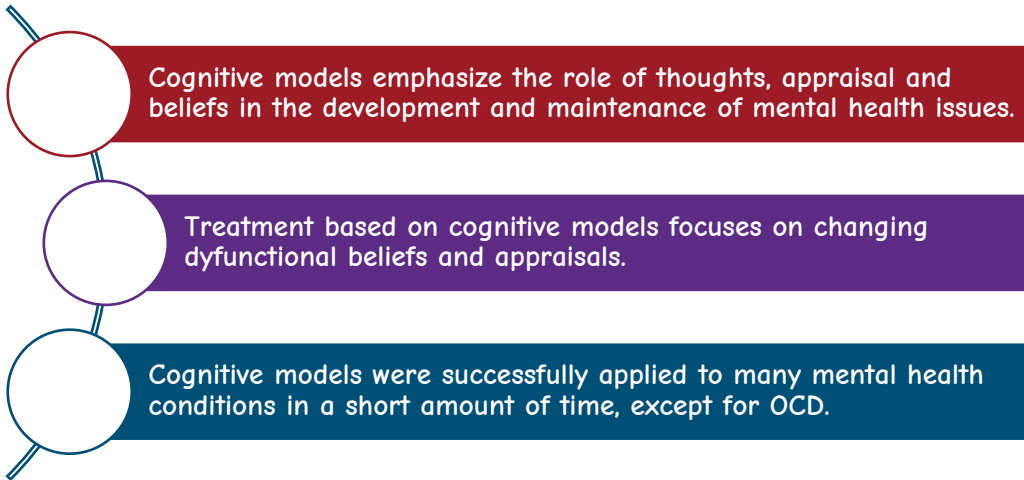 Cognitive models emphasize the role of thoughts, appraisal and
beliefs in the development and maintenance of mental health issues.
Treatment based on cognitive models focuses on changing
dyfunctional beliefs and appraisals.
Cognitive models were successfully applied to many mental health
conditions in a short amount of time, except for OCD.